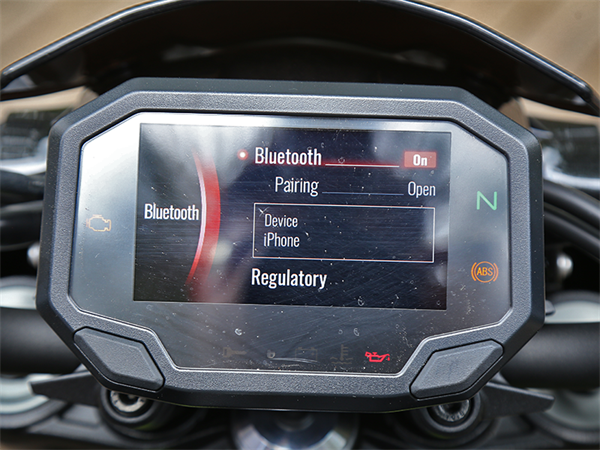 Bluetooth On
Pairing Open
Bluetooth
Device
iPhone
Regulatory
N
ABS